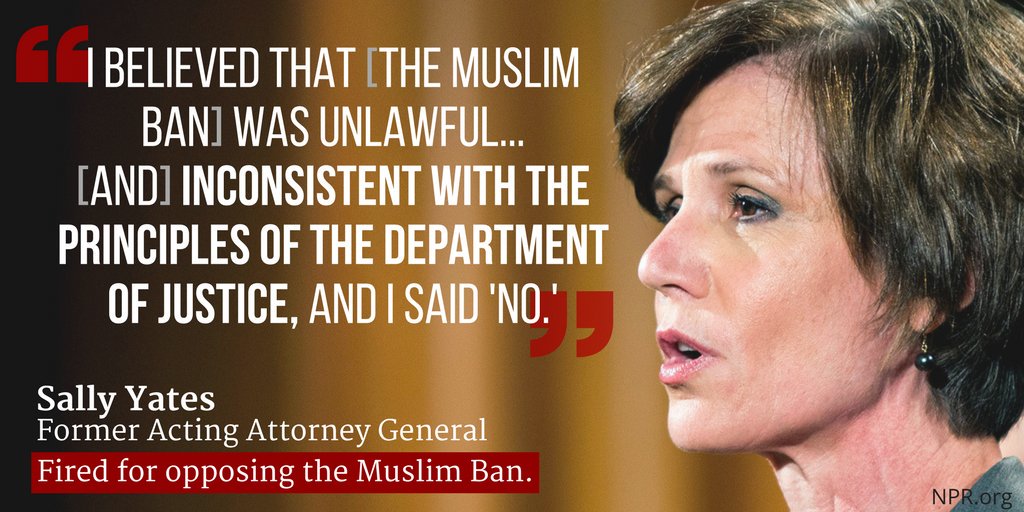 “I BELIEVED THAT [THE MUSLIM
BAN] WAS UNLAWFUL...
[AND] INCONSISTENT WITH THE
PRINCIPLES OF THE DEPARTMENT
OF JUSTICE, AND I SAID 'NO.'”
Sally Yates
Former Acting Attorney General
Fired for opposing the Muslim Ban.
NPR.org